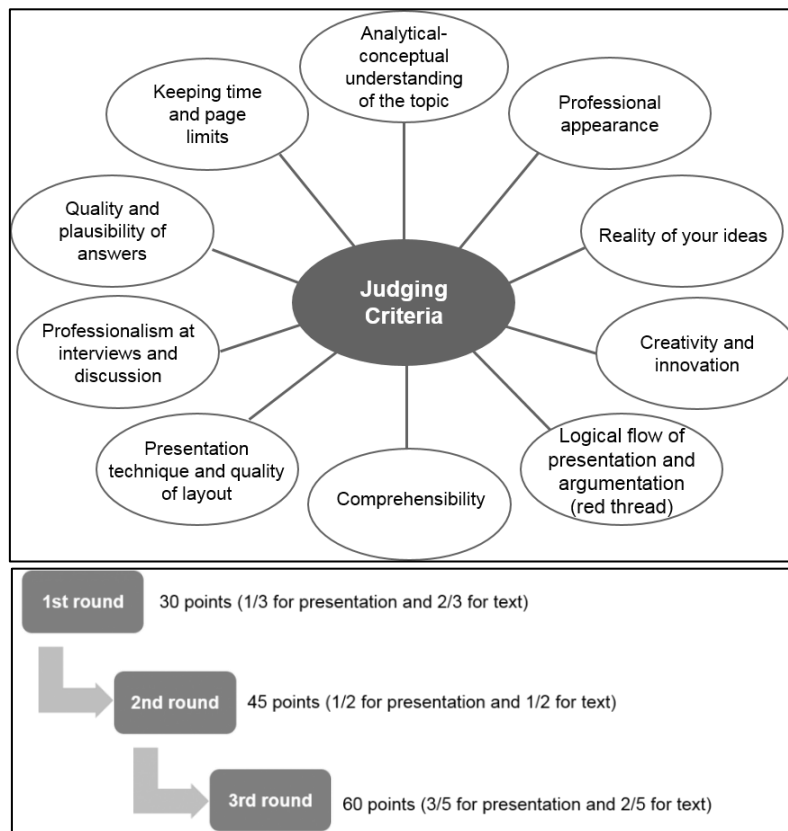 Analytical-
conceptual
understanding
of the topic
Keeping time
and page
limits
Professional
appearance
Quality and
plausibility of
answers
Reality of your ideas
Judging
Criteria
Professionalism at
interviews and
discussion
Creativity and
innovation
Presentation
technique and quality
of layout
Comprehensibility
Logical flow of
presentation and
argumentation
(red thread)
1st round
30 points (1/3 for presentation and 2/3 for text)
2nd round
45 points (1/2 for presentation and 1/2 for text)
3rd round
60 points (3/5 for presentation and 2/5 for text)